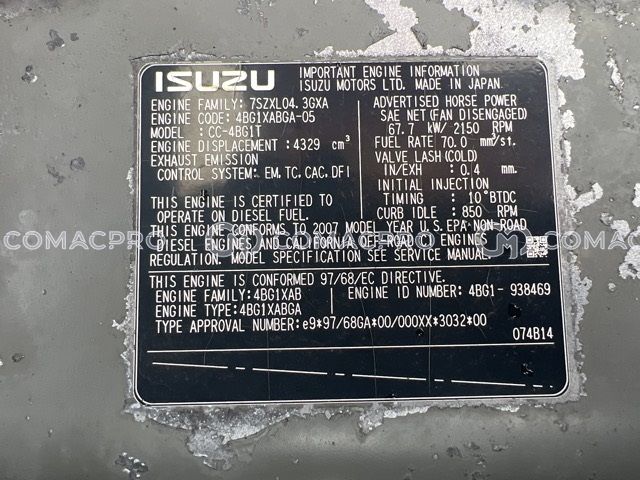 ISUZU
IMPORTANT ENGINE INFORMATION
ISUZU MOTORS LTD. MADE IN JAPAN
ENGINE FAMILY: 7SZXL04.3GXA
ENGINE CODE: 4BG1XABGA-05
MODEL : CC-4BG1T
ENGINE DISPLACEMENT: 4329 cm³
EXHAUST EMISSION
CONTROL SYSTEM: EM, TC, CAC, DFI
ADVERTISED HORSE POWER
SAE NET (FAN DISENGAGED)
67.7 kW/ 2150 RPM
FUEL RATE: 70.0 mm³/st.
VALVE LASH (COLD)
IN/EXH : 0.4 mm.
INITIAL INJECTION
TIMING : 10°BTDC
CURB IDLE : 850 RPM
THIS ENGINE IS CERTIFIED TO
OPERATE ON DIESEL FUEL.
THIS ENGINE CONFORMS TO 2007 MODEL YEAR U.S. EPA NON-ROAD
DIESEL ENGINES AND CALIFORNIA OFF-ROAD CI ENGINES
REGULATION. MODEL SPECIFICATION SEE SERVICE MANUAL.
COMACPRO COMACPRO COMACPRO
THIS ENGINE IS CONFORMED 97/68/EC DIRECTIVE.
ENGINE FAMILY:4BG1XAB ENGINE ID NUMBER: 4BG1- 938469
ENGINE TYPE:4BG1XABGA
TYPE APPROVAL NUMBER:e9*97/68GA*00/000XX*3032*00
074B14